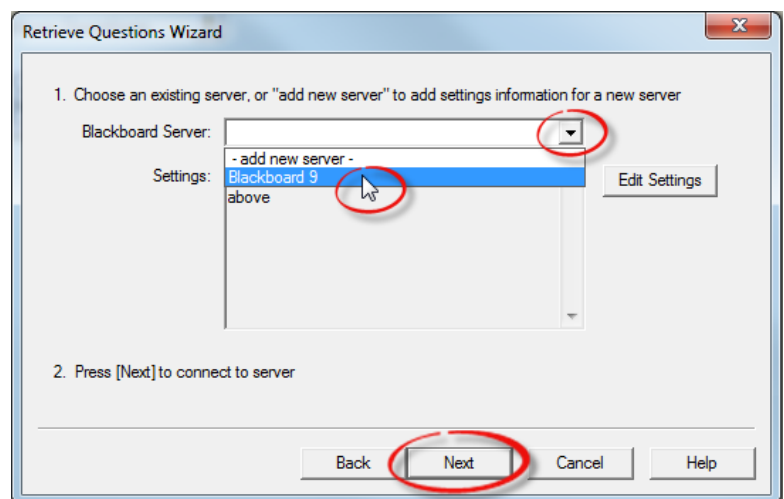 Retrieve Questions Wizard
1. Choose an existing server, or "add new server" to add settings information for a new server
Blackboard Server:
- add new server -
Settings:
Blackboard 9
Edit Settings
above
2. Press [Next] to connect to server
Back
Next
Cancel
Help